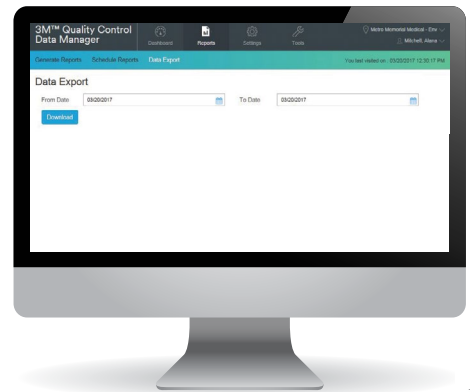 3M™ Quality Control
Data Manager
Dashboard
Reports
Settings
Tools
Metro Memorial Medical - Env
Mitchell, Alena
Generate Reports Schedule Reports Data Export
You last visited on : 03/20/2017 12:30:17 PM
Data Export
From Date 03/20/2017 To Date 03/20/2017
Download